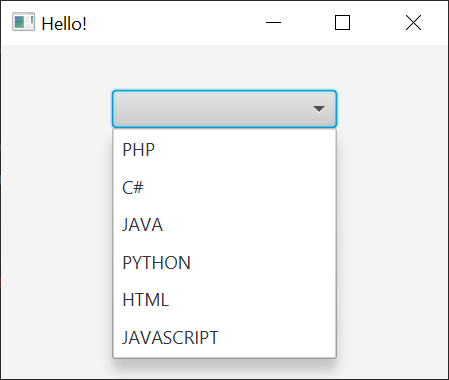 Hello!
PHP
C#
JAVA
PYTHON
HTML
JAVASCRIPT